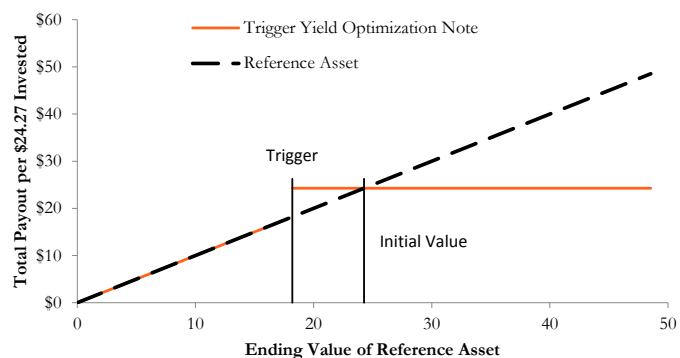 Total Payout per $24.27 Invested
$60
$50
$40
$30
$20
$10
$0
Trigger Yield Optimization Note
Reference Asset
Trigger
Initial Value
0
10
20
30
40
50
Ending Value of Reference Asset